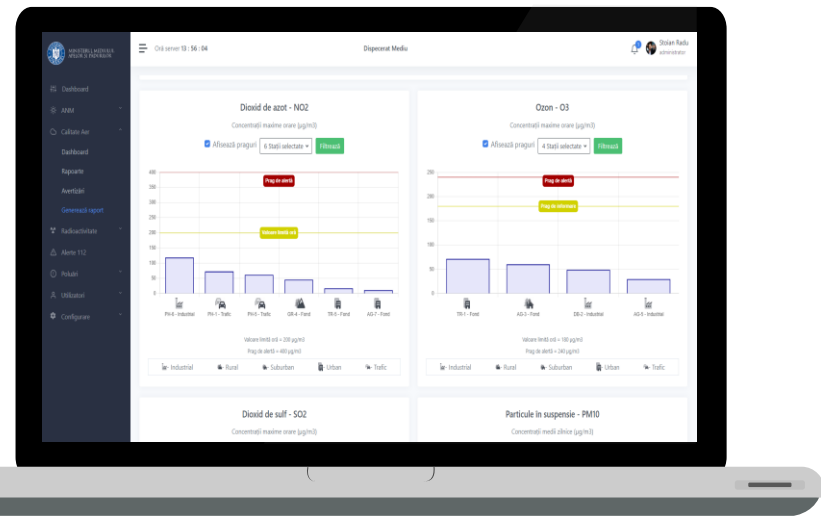 MINISTERUL MEDIULUI,
APELOR ȘI PĂDURILOR
Oră server 13 : 56 : 04
Dispecerat Mediu
Stoian Radu
administrator
Dashboard
ANM
Calitate Aer
Dashboard
Rapoarte
Avertizări
Generează raport
Radioactivitate
Alerte 112
Poluări
Utilizatori
Configurare
Dioxid de azot - NO2
Concentrații maxime orare (µg/m3)
Afisează praguri
6 Stații selectate
Filtrează
400
350
300
250
200
150
100
50
0
Prag de alertă
Valoare limită oră
PH-6 - Industrial
PH-1 - Trafic
PH-5 - Trafic
GR-4 - Fond
TR-5 - Fond
AG-7 - Fond
Valoare limită oră = 200 µg/m3
Prag de alertă = 400 µg/m3
- Industrial
- Rural
- Suburban
- Urban
- Trafic
Ozon - O3
Concentrații maxime orare (µg/m3)
Afisează praguri
4 Stații selectate
Filtrează
250
200
150
100
50
0
Prag de alertă
Prag de informare
TR-1 - Fond
AG-3 - Fond
DB-2 - Industrial
AG-5 - Industrial
Valoare limită oră = 180 µg/m3
Prag de alertă = 240 µg/m3
- Industrial
- Rural
- Suburban
- Urban
- Trafic
Dioxid de sulf - SO2
Concentrații maxime orare (µg/m3)
Particule in suspensie - PM10
Concentrații medii zilnice (µg/m3)